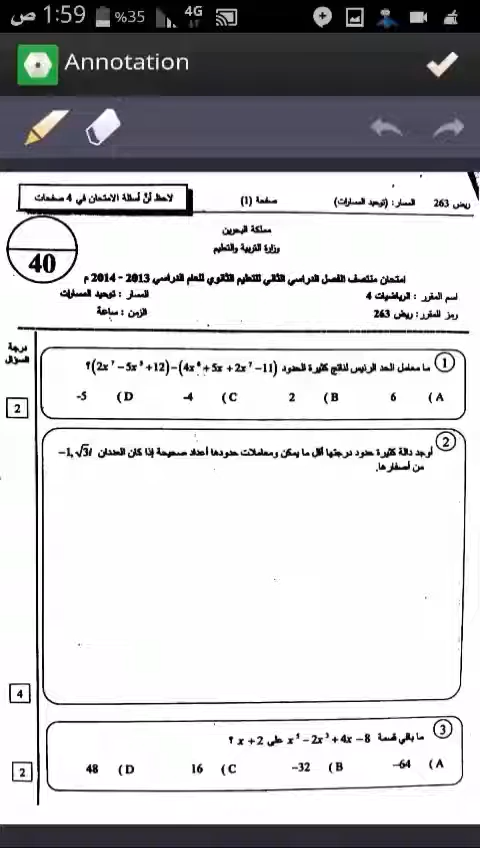 ص 1:59 %35 4G
Annotation
ريض 263 المسار: (توحيد المسارات) صفحة (1) لاحظ أنّ أسئلة الامتحان في 4 صفحات
مملكة البحرين
وزارة التربية والتعليم
40
امتحان منتصف الفصل الدراسي الثاني للتعليم الثانوي للعام الدراسي 2013 - 2014 م
اسم المقرر : الرياضيات 4 المسار : توحيد المسارات
رمز المقرر : ريض 263 الزمن : ساعة
درجة السؤال
1 ما معامل الحد الرئيس لناتج كثيرة الحدود (2x⁷ −5x³ +12)−(4x⁶ +5x +2x⁷ −11) ؟
A) 6 B) 2 C) -4 D) -5
2
2 أوجد دالة كثيرة حدود درجتها أقل ما يمكن ومعاملات حدودها أعداد صحيحة إذا كان العددان −1, √3i
من أصفارها.
4
3 ما باقي قسمة x⁵ −2x³ +4x −8 على x +2 ؟
A) −64 B) −32 C) 16 D) 48
2